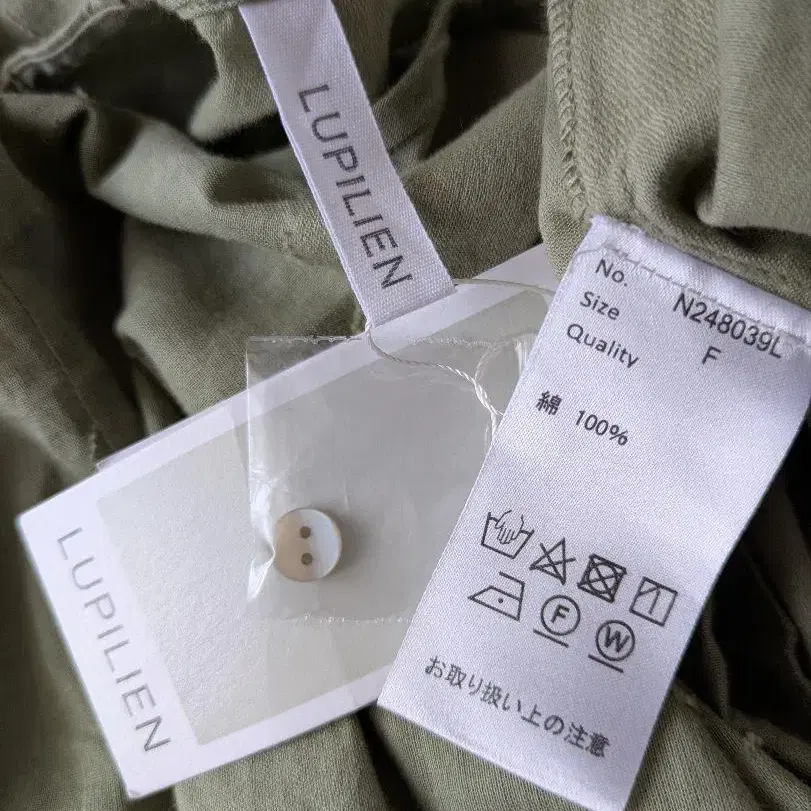 LUPILIEN
No. N248039L
Size F
Quality
綿 100%
F W
お取り扱い上の注意
LUPILIEN